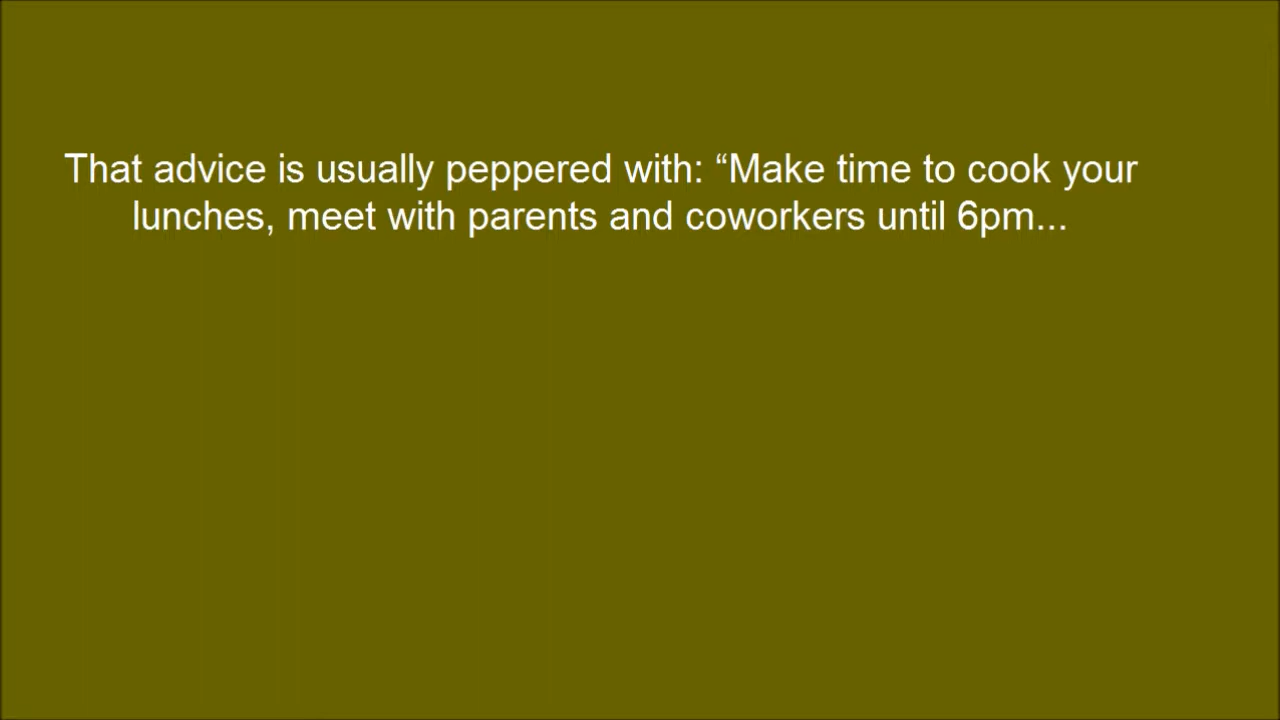 That advice is usually peppered with: “Make time to cook your
lunches, meet with parents and coworkers until 6pm...